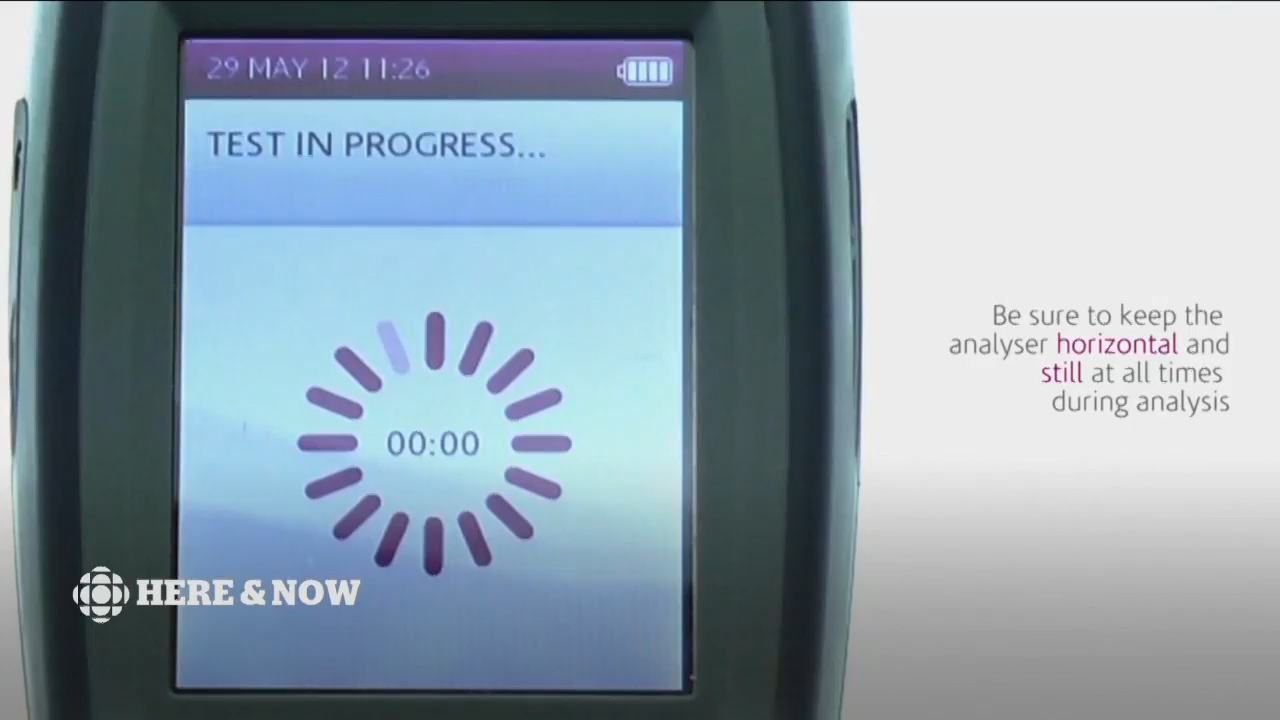 29 MAY 12 11:26
TEST IN PROGRESS...
00:00
Be sure to keep the
analyser horizontal and
still at all times
during analysis
HERE & NOW